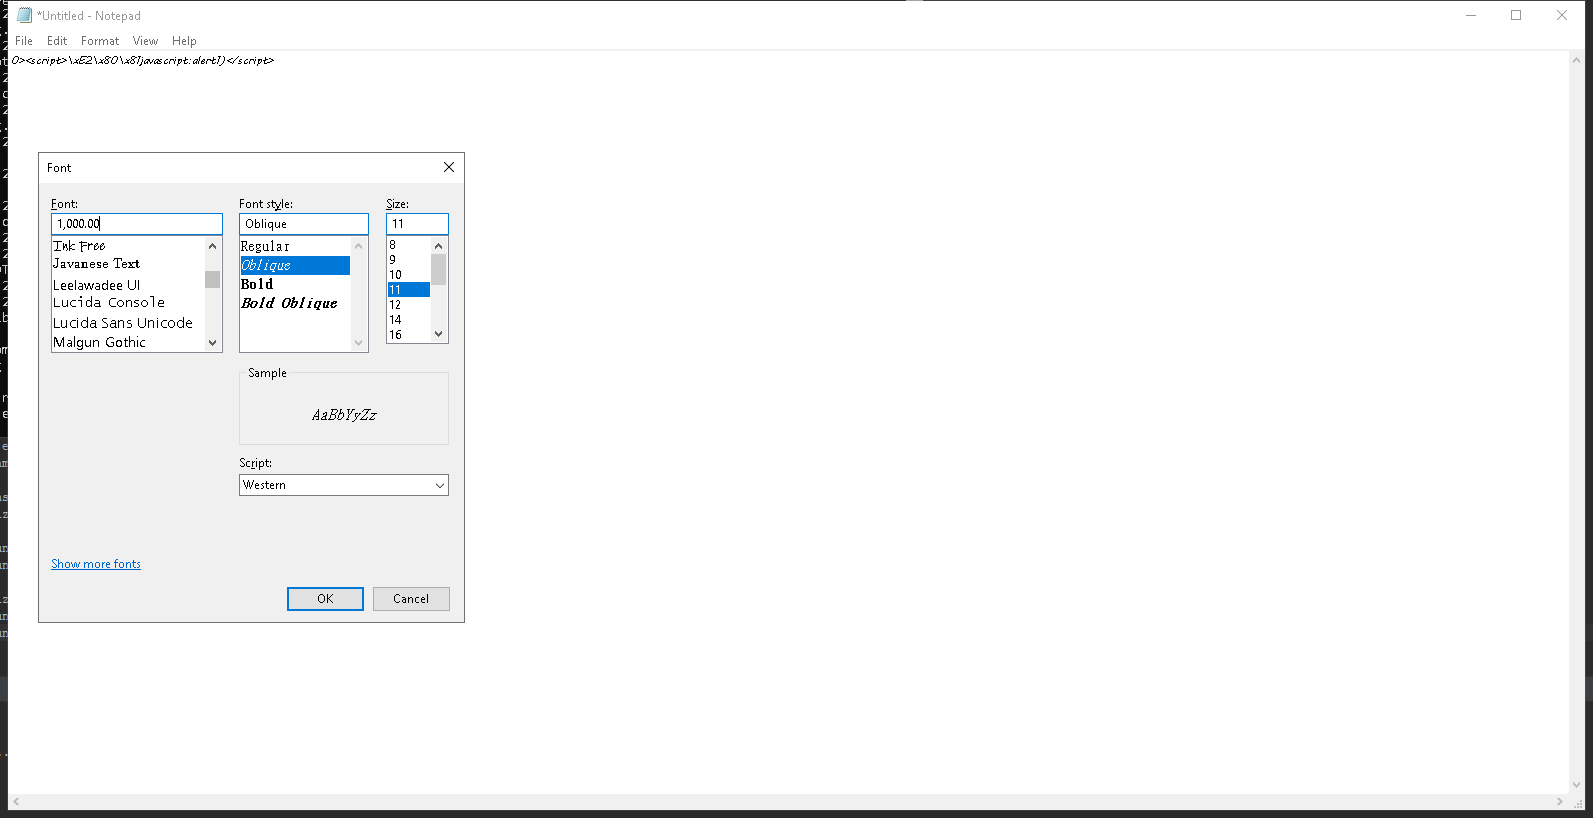 *Untitled - Notepad
File Edit Format View Help
0><script>\xE2\x80\x81javascript:alert1)</script>
Font
Font: Font style: Size:
1,000.00 Oblique 11
Ink Free Regular 8
Javanese Text Oblique 9
Leelawadee UI Bold 10
Lucida Console Bold Oblique 11
Lucida Sans Unicode 12
Malgun Gothic 14
16
Sample
AaBbYyZz
Script:
Western
Show more fonts
OK Cancel